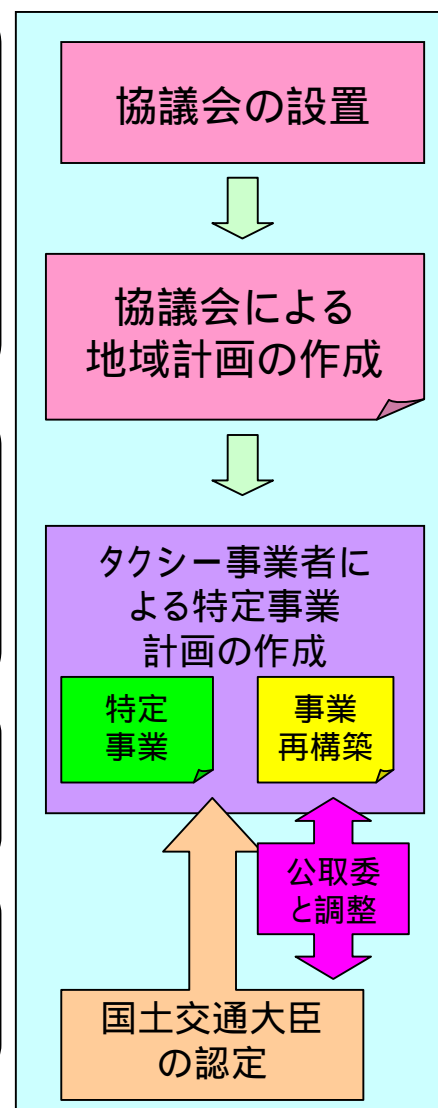 協議会の設置
協議会による
地域計画の作成
タクシー事業者に
よる特定事業
計画の作成
特定
事業
事業
再構築
公取委
と調整
国土交通大臣
の認定